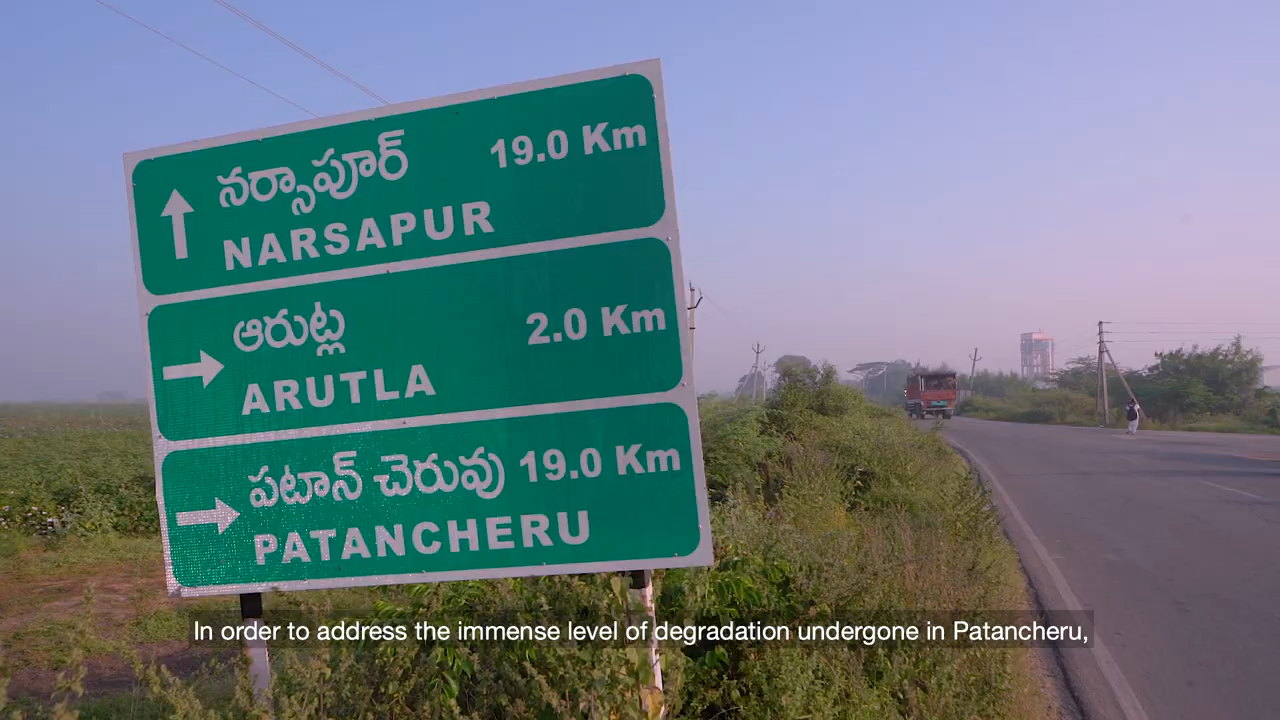 నర్సాపూర్ 19.0 Km
NARSAPUR
ఆరుట్ల 2.0 Km
ARUTLA
పటాన్ చెరువు 19.0 Km
PATANCHERU
In order to address the immense level of degradation undergone in Patancheru,